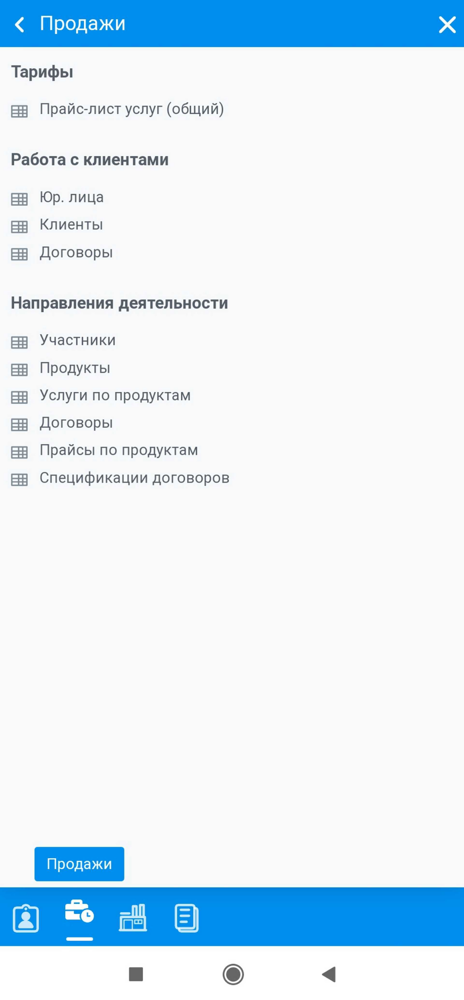 Продажи
Тарифы
Прайс-лист услуг (общий)
Работа с клиентами
Юр. лица
Клиенты
Договоры
Направления деятельности
Участники
Продукты
Услуги по продуктам
Договоры
Прайсы по продуктам
Спецификации договоров
Продажи